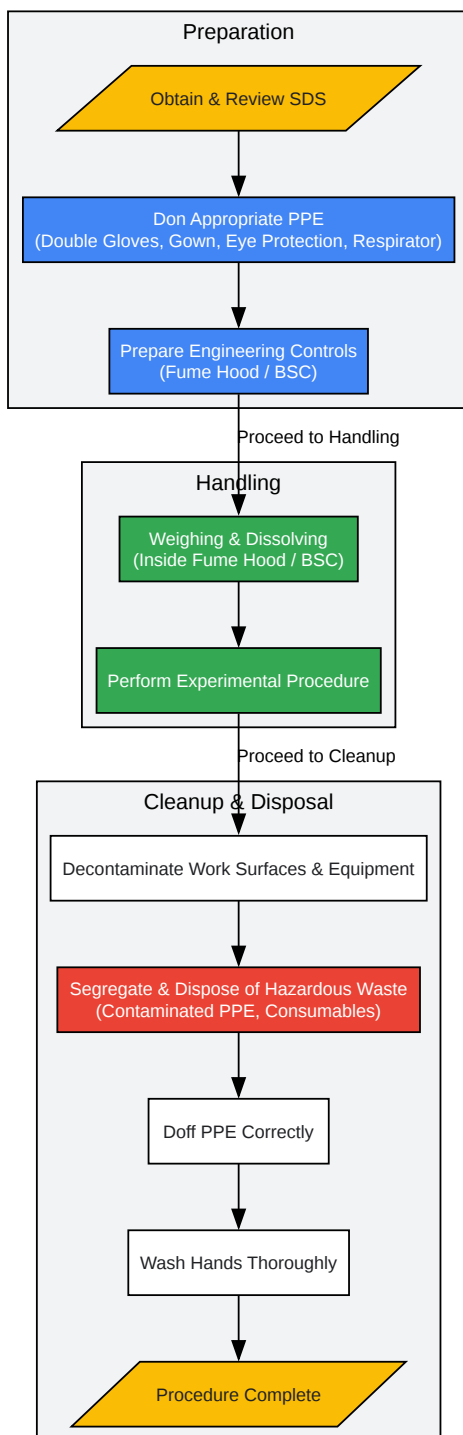 Preparation
Obtain & Review SDS
Don Appropriate PPE
(Double Gloves, Gown, Eye Protection, Respirator)
Prepare Engineering Controls
(Fume Hood / BSC)
Proceed to Handling
Handling
Weighing & Dissolving
(Inside Fume Hood / BSC)
Perform Experimental Procedure
Proceed to Cleanup
Cleanup & Disposal
Decontaminate Work Surfaces & Equipment
Segregate & Dispose of Hazardous Waste
(Contaminated PPE, Consumables)
Doff PPE Correctly
Wash Hands Thoroughly
Procedure Complete